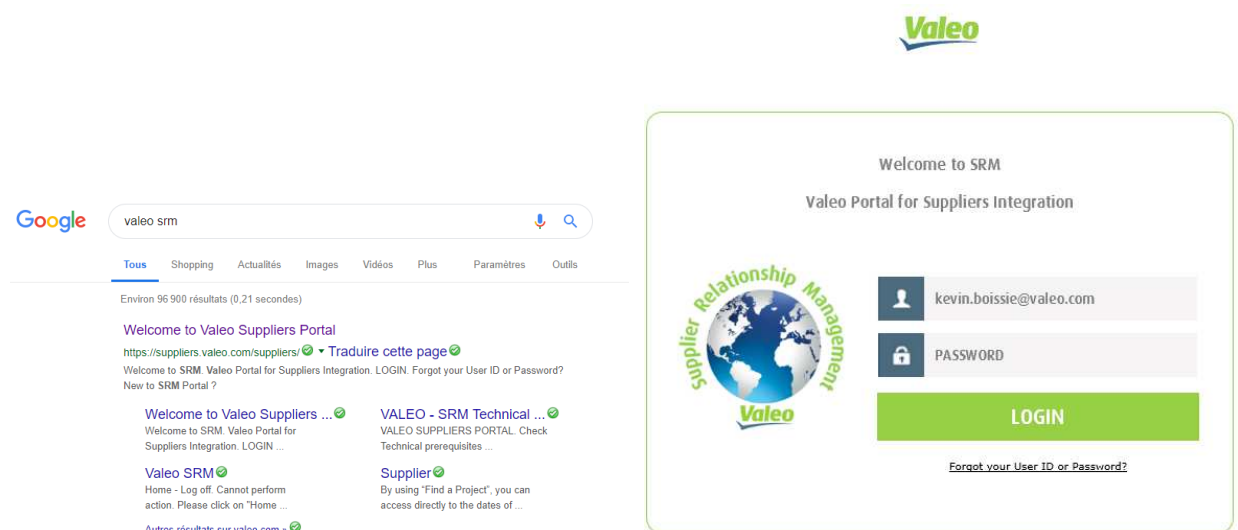 Google
valeo srm
Tous Shopping Actualités Images Vidéos Plus Paramètres Outils
Environ 96 900 résultats (0,21 secondes)
Welcome to Valeo Suppliers Portal
https://suppliers.valeo.com/suppliers/ Traduire cette page
Welcome to SRM. Valeo Portal for Suppliers Integration. LOGIN. Forgot your User ID or Password?
New to SRM Portal ?
Welcome to Valeo Suppliers ...
Welcome to SRM. Valeo Portal for
Suppliers Integration. LOGIN ...
VALEO - SRM Technical ...
VALEO SUPPLIERS PORTAL. Check
Technical prerequisites ...
Valeo SRM
Home - Log off. Cannot perform
action. Please click on "Home ...
Supplier
By using “Find a Project”, you can
access directly to the dates of ...
Autres résultats sur valeo.com »
Valeo
Welcome to SRM
Valeo Portal for Suppliers Integration
Supplier Relationship Management
Valeo
kevin.boissie@valeo.com
PASSWORD
LOGIN
Forgot your User ID or Password?